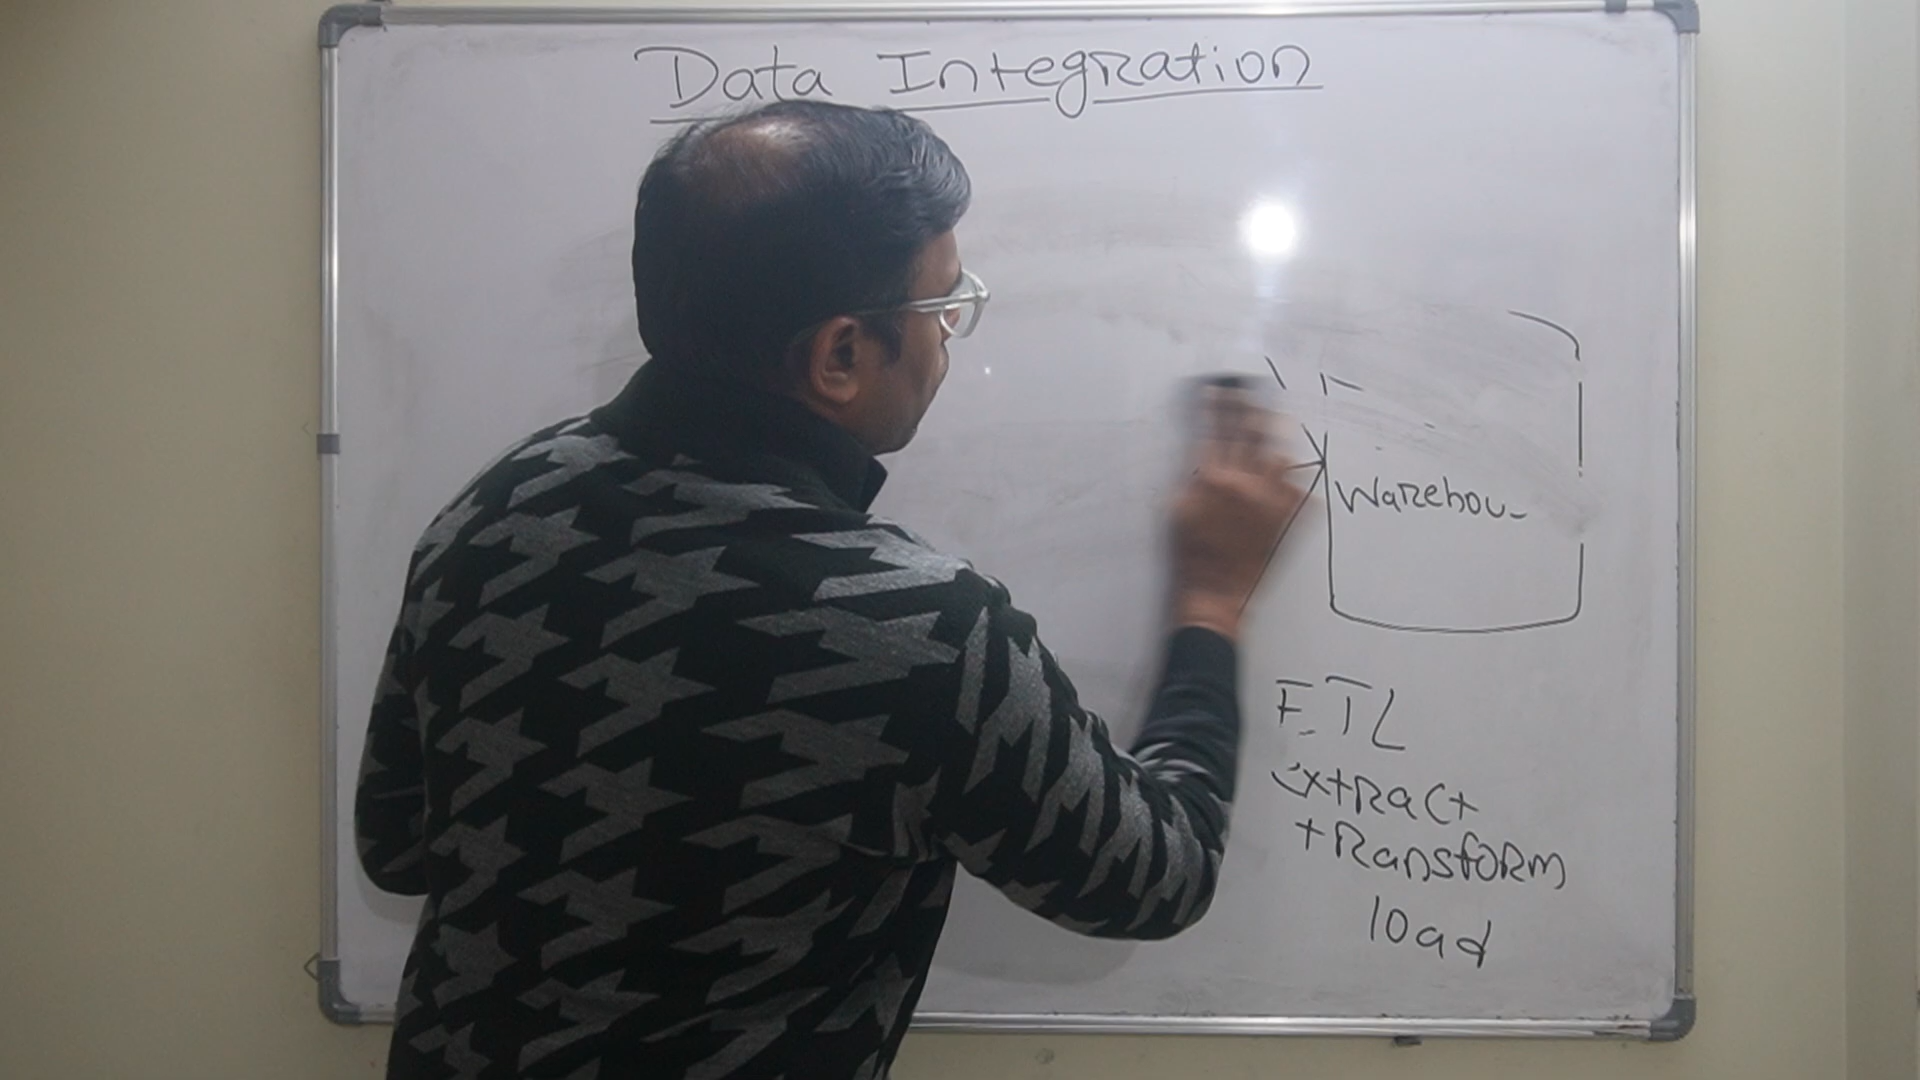 Data Integration
Warehou
ETL
extract
transform
load